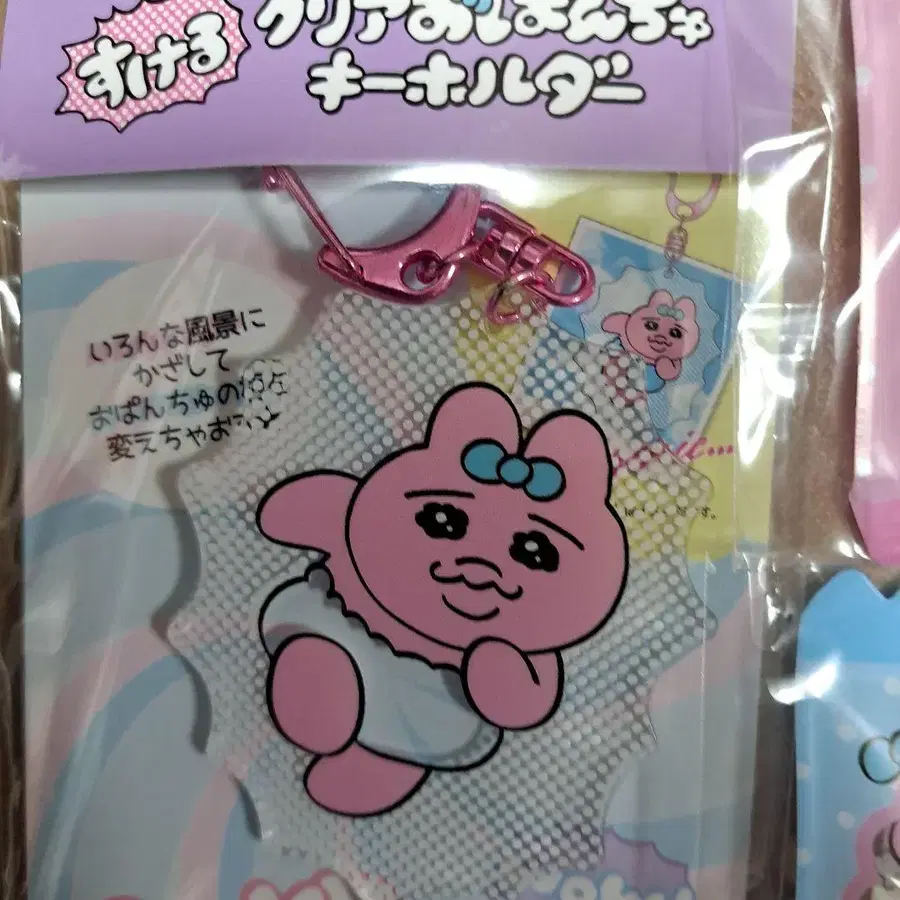 すける
クリアおぱんちゅ
キーホルダー
いろんな風景に
かざして
おぱんちゅの
変えちゃお